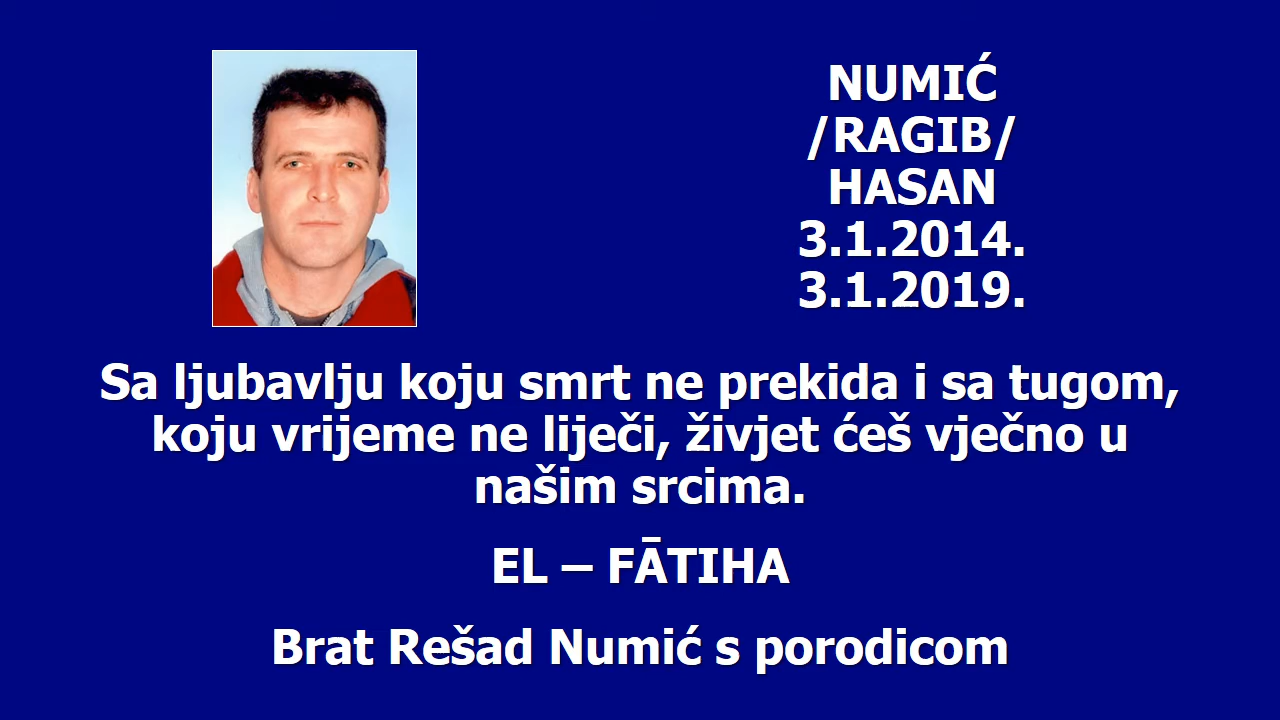 NUMIĆ
/RAGIB/
HASAN
3.1.2014.
3.1.2019.
Sa ljubavlju koju smrt ne prekida i sa tugom,
koju vrijeme ne liječi, živjet ćeš vječno u
našim srcima.
EL – FĀTIHA
Brat Rešad Numić s porodicom